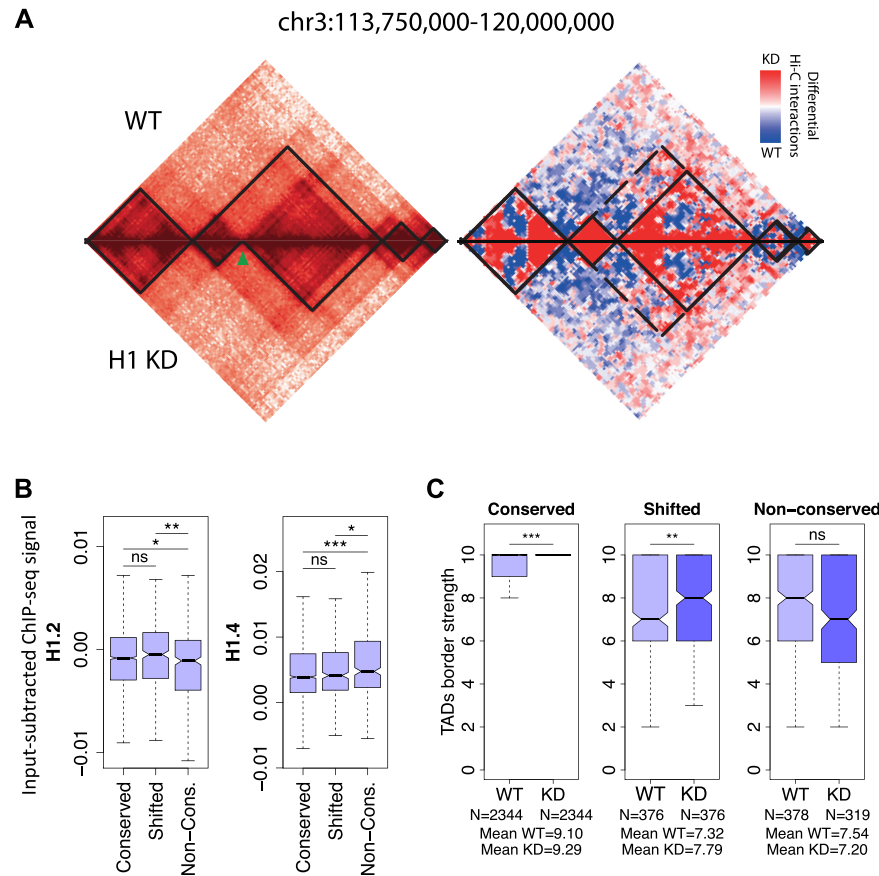 A
chr3:113,750,000-120,000,000
WT
H1 KD
KD
WT
Differential
Hi-C interactions
B
Input-subtracted ChIP-seq signal
H1.2
0.01
0.00
−0.01
**
*
ns
Conserved
Shifted
Non−Cons.
H1.4
0.02
0.01
0.00
−0.01
*
***
ns
Conserved
Shifted
Non−Cons.
C
TADs border strength
Conserved
***
10
8
6
4
2
0
WT KD
N=2344 N=2344
Mean WT=9.10
Mean KD=9.29
Shifted
**
10
8
6
4
2
0
WT KD
N=376 N=376
Mean WT=7.32
Mean KD=7.79
Non−conserved
ns
10
8
6
4
2
0
WT KD
N=378 N=319
Mean WT=7.54
Mean KD=7.20